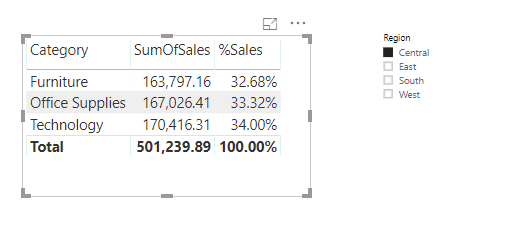 Region
Category SumOfSales %Sales
Central
East
Furniture 163,797.16 32.68%
South
Office Supplies 167,026.41 33.32%
West
Technology 170,416.31 34.00%
Total 501,239.89 100.00%